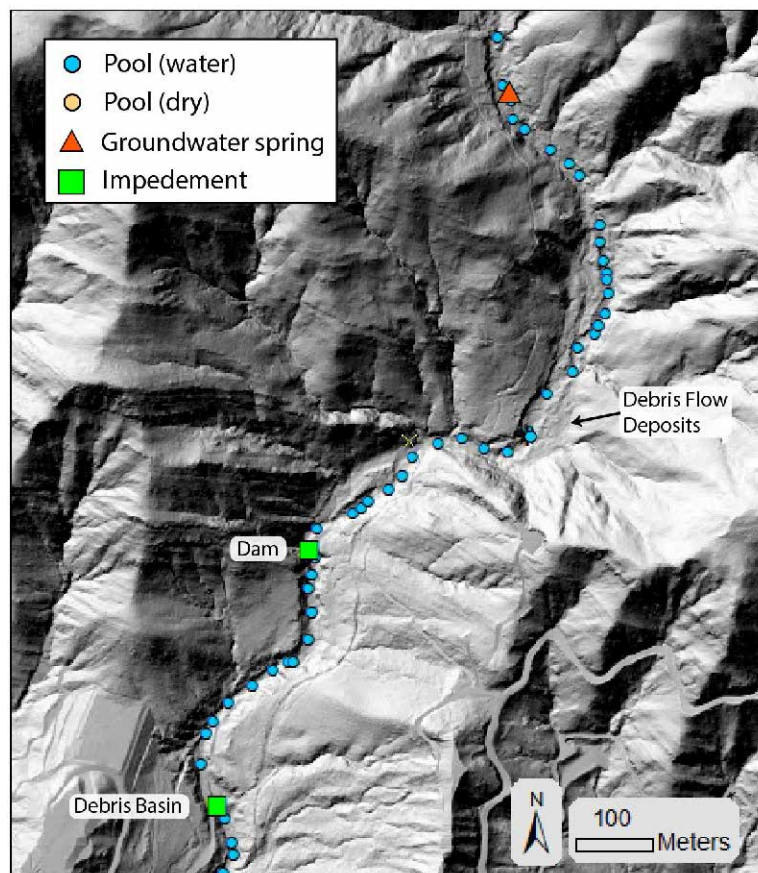 Pool (water)
Pool (dry)
Groundwater spring
Impedement
Debris Flow
Deposits
Dam
Debris Basin
N
100
Meters